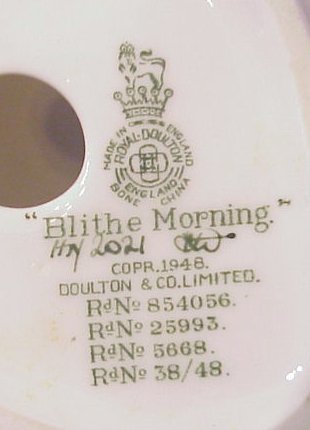 MADE IN ENGLAND
ROYAL DOULTON
ENGLAND
BONE CHINA
"Blithe Morning."
HN 2021
COPR. 1948.
DOULTON & CO. LIMITED.
RdNo 854056.
RdNo 25993.
RdNo 5668.
RdNo 38/48.